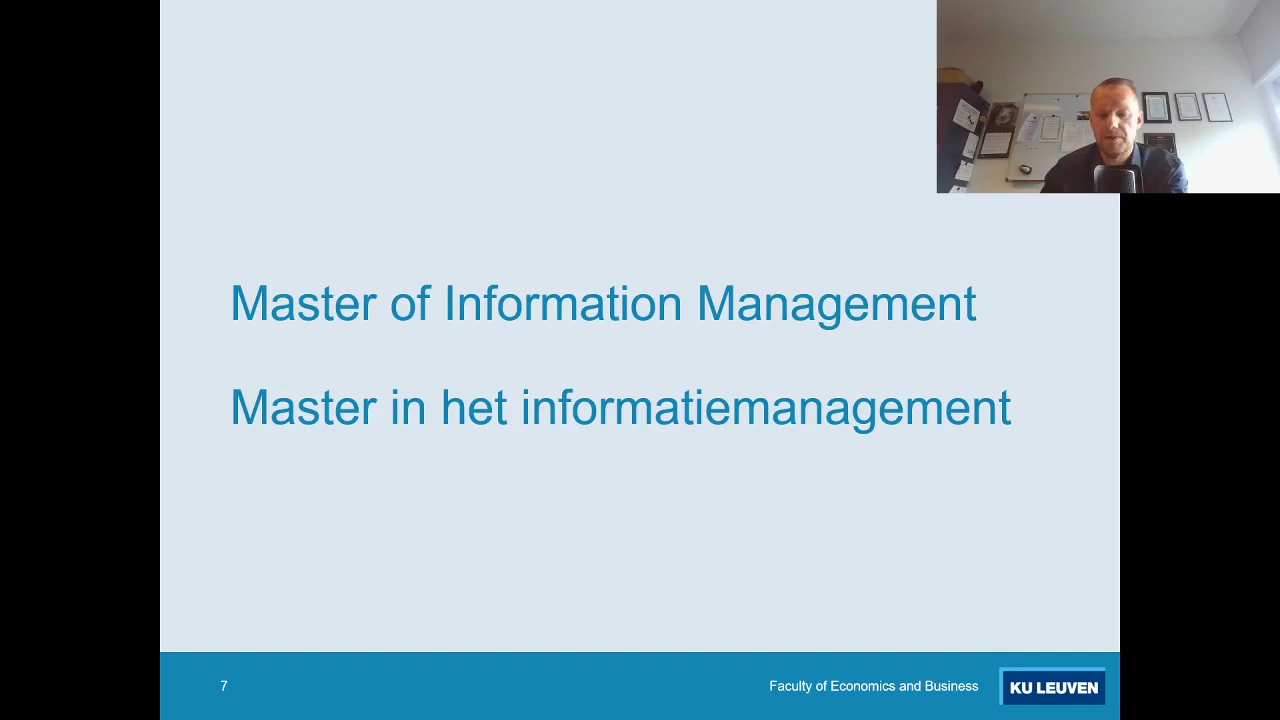 Master of Information Management
Master in het informatiemanagement
7
Faculty of Economics and Business
KU LEUVEN